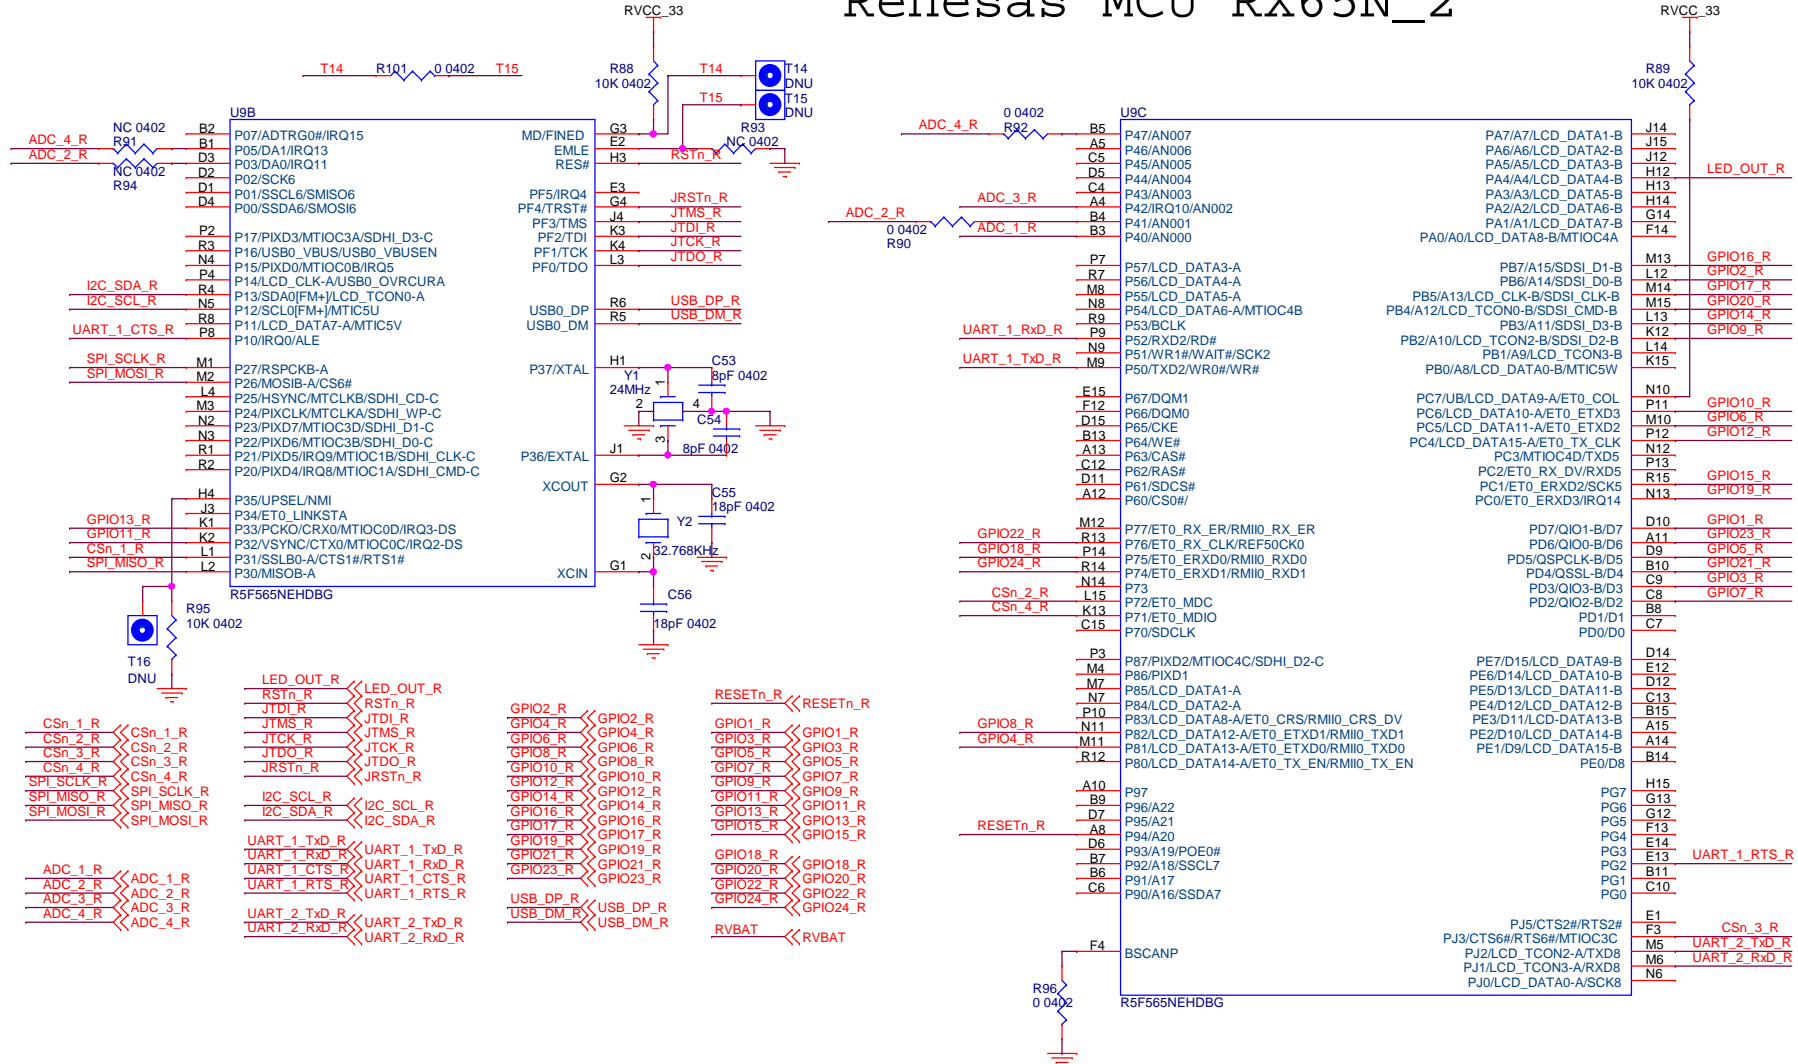 Renesas MCU RX65N_2
RVCC_33
RVCC_33
T14 R101 0 0402 T15
R88
10K 0402
T14
T14
DNU
T15
T15
DNU
R89
10K 0402
U9B
NC 0402
ADC_4_R
R91
ADC_2_R
NC 0402
R94
B2 P07/ADTRG0#/IRQ15
B1 P05/DA1/IRQ13
D3 P03/DA0/IRQ11
D2 P02/SCK6
D1 P01/SSCL6/SMISO6
D4 P00/SSDA6/SMOSI6
P2 P17/PIXD3/MTIOC3A/SDHI_D3-C
R3 P16/USB0_VBUS/USB0_VBUSEN
N4 P15/PIXD0/MTIOC0B/IRQ5
P4 P14/LCD_CLK-A/USB0_OVRCURA
I2C_SDA_R R4 P13/SDA0[FM+]/LCD_TCON0-A
I2C_SCL_R N5 P12/SCL0[FM+]/MTIC5U
R8 P11/LCD_DATA7-A/MTIC5V
UART_1_CTS_R P8 P10/IRQ0/ALE
SPI_SCLK_R M1 P27/RSPCKB-A
SPI_MOSI_R M2 P26/MOSIB-A/CS6#
L4 P25/HSYNC/MTCLKB/SDHI_CD-C
M3 P24/PIXCLK/MTCLKA/SDHI_WP-C
N2 P23/PIXD7/MTIOC3D/SDHI_D1-C
N3 P22/PIXD6/MTIOC3B/SDHI_D0-C
R1 P21/PIXD5/IRQ9/MTIOC1B/SDHI_CLK-C
R2 P20/PIXD4/IRQ8/MTIOC1A/SDHI_CMD-C
H4 P35/UPSEL/NMI
J3 P34/ET0_LINKSTA
GPIO13_R K1 P33/PCKO/CRX0/MTIOC0D/IRQ3-DS
GPIO11_R K2 P32/VSYNC/CTX0/MTIOC0C/IRQ2-DS
CSn_1_R L1 P31/SSLB0-A/CTS1#/RTS1#
SPI_MISO_R L2 P30/MISOB-A
R5F565NEHDBG
MD/FINED G3
EMLE E2
RES# H3 RSTn_R
R93
NC 0402
PF5/IRQ4 E3
PF4/TRST# G4 JRSTn_R
PF3/TMS J4 JTMS_R
PF2/TDI K3 JTDI_R
PF1/TCK K4 JTCK_R
PF0/TDO L3 JTDO_R
USB0_DP R6 USB_DP_R
USB0_DM R5 USB_DM_R
P37/XTAL H1
Y1
24MHz
1
2
4
3
C53
8pF 0402
C54
8pF 0402
P36/EXTAL J1
XCOUT G2
1
Y2
32.768KHz
2
C55
18pF 0402
XCIN G1
C56
18pF 0402
R95
10K 0402
T16
DNU
U9C
0 0402
ADC_4_R R92
B5 P47/AN007
A5 P46/AN006
C5 P45/AN005
D5 P44/AN004
C4 P43/AN003
ADC_3_R A4 P42/IRQ10/AN002
ADC_2_R
0 0402
R90
B4 P41/AN001
ADC_1_R B3 P40/AN000
P7 P57/LCD_DATA3-A
R7 P56/LCD_DATA4-A
M8 P55/LCD_DATA5-A
N8 P54/LCD_DATA6-A/MTIOC4B
R9 P53/BCLK
UART_1_RxD_R P9 P52/RXD2/RD#
N9 P51/WR1#/WAIT#/SCK2
UART_1_TxD_R M9 P50/TXD2/WR0#/WR#
E15 P67/DQM1
F12 P66/DQM0
D15 P65/CKE
B13 P64/WE#
A13 P63/CAS#
C12 P62/RAS#
D11 P61/SDCS#
A12 P60/CS0#/
M12 P77/ET0_RX_ER/RMII0_RX_ER
GPIO22_R R13 P76/ET0_RX_CLK/REF50CK0
GPIO18_R P14 P75/ET0_ERXD0/RMII0_RXD0
GPIO24_R R14 P74/ET0_ERXD1/RMII0_RXD1
N14 P73
CSn_2_R L15 P72/ET0_MDC
CSn_4_R K13 P71/ET0_MDIO
C15 P70/SDCLK
P3 P87/PIXD2/MTIOC4C/SDHI_D2-C
M4 P86/PIXD1
M7 P85/LCD_DATA1-A
N7 P84/LCD_DATA2-A
P10 P83/LCD_DATA8-A/ET0_CRS/RMII0_CRS_DV
GPIO8_R N11 P82/LCD_DATA12-A/ET0_ETXD1/RMII0_TXD1
GPIO4_R M11 P81/LCD_DATA13-A/ET0_ETXD0/RMII0_TXD0
R12 P80/LCD_DATA14-A/ET0_TX_EN/RMII0_TX_EN
A10 P97
B9 P96/A22
D7 P95/A21
RESETn_R A8 P94/A20
D6 P93/A19/POE0#
B7 P92/A18/SSCL7
B6 P91/A17
C6 P90/A16/SSDA7
F4 BSCANP
R96
0 0402
R5F565NEHDBG
PA7/A7/LCD_DATA1-B J14
PA6/A6/LCD_DATA2-B J15
PA5/A5/LCD_DATA3-B J12
PA4/A4/LCD_DATA4-B H12 LED_OUT_R
PA3/A3/LCD_DATA5-B H13
PA2/A2/LCD_DATA6-B H14
PA1/A1/LCD_DATA7-B G14
PA0/A0/LCD_DATA8-B/MTIOC4A F14
PB7/A15/SDSI_D1-B M13 GPIO16_R
PB6/A14/SDSI_D0-B L12 GPIO2_R
PB5/A13/LCD_CLK-B/SDSI_CLK-B M14 GPIO17_R
PB4/A12/LCD_TCON0-B/SDSI_CMD-B M15 GPIO20_R
PB3/A11/SDSI_D3-B L13 GPIO14_R
PB2/A10/LCD_TCON2-B/SDSI_D2-B K12 GPIO9_R
PB1/A9/LCD_TCON3-B L14
PB0/A8/LCD_DATA0-B/MTIC5W K15
PC7/UB/LCD_DATA9-A/ET0_COL N10
PC6/LCD_DATA10-A/ET0_ETXD3 P11 GPIO10_R
PC5/LCD_DATA11-A/ET0_ETXD2 M10 GPIO6_R
PC4/LCD_DATA15-A/ET0_TX_CLK P12 GPIO12_R
PC3/MTIOC4D/TXD5 N12
PC2/ET0_RX_DV/RXD5 P13
PC1/ET0_ERXD2/SCK5 R15 GPIO15_R
PC0/ET0_ERXD3/IRQ14 N13 GPIO19_R
PD7/QIO1-B/D7 D10 GPIO1_R
PD6/QIO0-B/D6 A11 GPIO23_R
PD5/QSPCLK-B/D5 D9 GPIO5_R
PD4/QSSL-B/D4 B10 GPIO21_R
PD3/QIO3-B/D3 C9 GPIO3_R
PD2/QIO2-B/D2 C8 GPIO7_R
PD1/D1 B8
PD0/D0 C7
PE7/D15/LCD_DATA9-B D14
PE6/D14/LCD_DATA10-B E12
PE5/D13/LCD_DATA11-B D12
PE4/D12/LCD_DATA12-B C13
PE3/D11/LCD-DATA13-B B15
PE2/D10/LCD_DATA14-B A15
PE1/D9/LCD_DATA15-B A14
PE0/D8 B14
PG7 H15
PG6 G13
PG5 G12
PG4 F13
PG3 E14
PG2 E13 UART_1_RTS_R
PG1 B11
PG0 C10
PJ5/CTS2#/RTS2# E1
PJ3/CTS6#/RTS6#/MTIOC3C F3 CSn_3_R
PJ2/LCD_TCON2-A/TXD8 M5 UART_2_TxD_R
PJ1/LCD_TCON3-A/RXD8 M6 UART_2_RxD_R
PJ0/LCD_DATA0-A/SCK8 N6
CSn_1_R CSn_1_R
CSn_2_R CSn_2_R
CSn_3_R CSn_3_R
CSn_4_R CSn_4_R
SPI_SCLK_R SPI_SCLK_R
SPI_MISO_R SPI_MISO_R
SPI_MOSI_R SPI_MOSI_R
ADC_1_R ADC_1_R
ADC_2_R ADC_2_R
ADC_3_R ADC_3_R
ADC_4_R ADC_4_R
LED_OUT_R LED_OUT_R
RSTn_R RSTn_R
JTDI_R JTDI_R
JTMS_R JTMS_R
JTCK_R JTCK_R
JTDO_R JTDO_R
JRSTn_R JRSTn_R
I2C_SCL_R I2C_SCL_R
I2C_SDA_R I2C_SDA_R
UART_1_TxD_R UART_1_TxD_R
UART_1_RxD_R UART_1_RxD_R
UART_1_CTS_R UART_1_CTS_R
UART_1_RTS_R UART_1_RTS_R
UART_2_TxD_R UART_2_TxD_R
UART_2_RxD_R UART_2_RxD_R
GPIO2_R GPIO2_R
GPIO4_R GPIO4_R
GPIO6_R GPIO6_R
GPIO8_R GPIO8_R
GPIO10_R GPIO10_R
GPIO12_R GPIO12_R
GPIO14_R GPIO14_R
GPIO16_R GPIO16_R
GPIO17_R GPIO17_R
GPIO19_R GPIO19_R
GPIO21_R GPIO21_R
GPIO23_R GPIO23_R
USB_DP_R USB_DP_R
USB_DM_R USB_DM_R
RESETn_R RESETn_R
GPIO1_R GPIO1_R
GPIO3_R GPIO3_R
GPIO5_R GPIO5_R
GPIO7_R GPIO7_R
GPIO9_R GPIO9_R
GPIO11_R GPIO11_R
GPIO13_R GPIO13_R
GPIO15_R GPIO15_R
GPIO18_R GPIO18_R
GPIO20_R GPIO20_R
GPIO22_R GPIO22_R
GPIO24_R GPIO24_R
RVBAT RVBAT